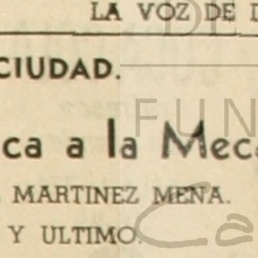 LA VOZ DE
CIUDAD.
ca a la Mec
MARTINEZ MENA.
Y ULTIMO.